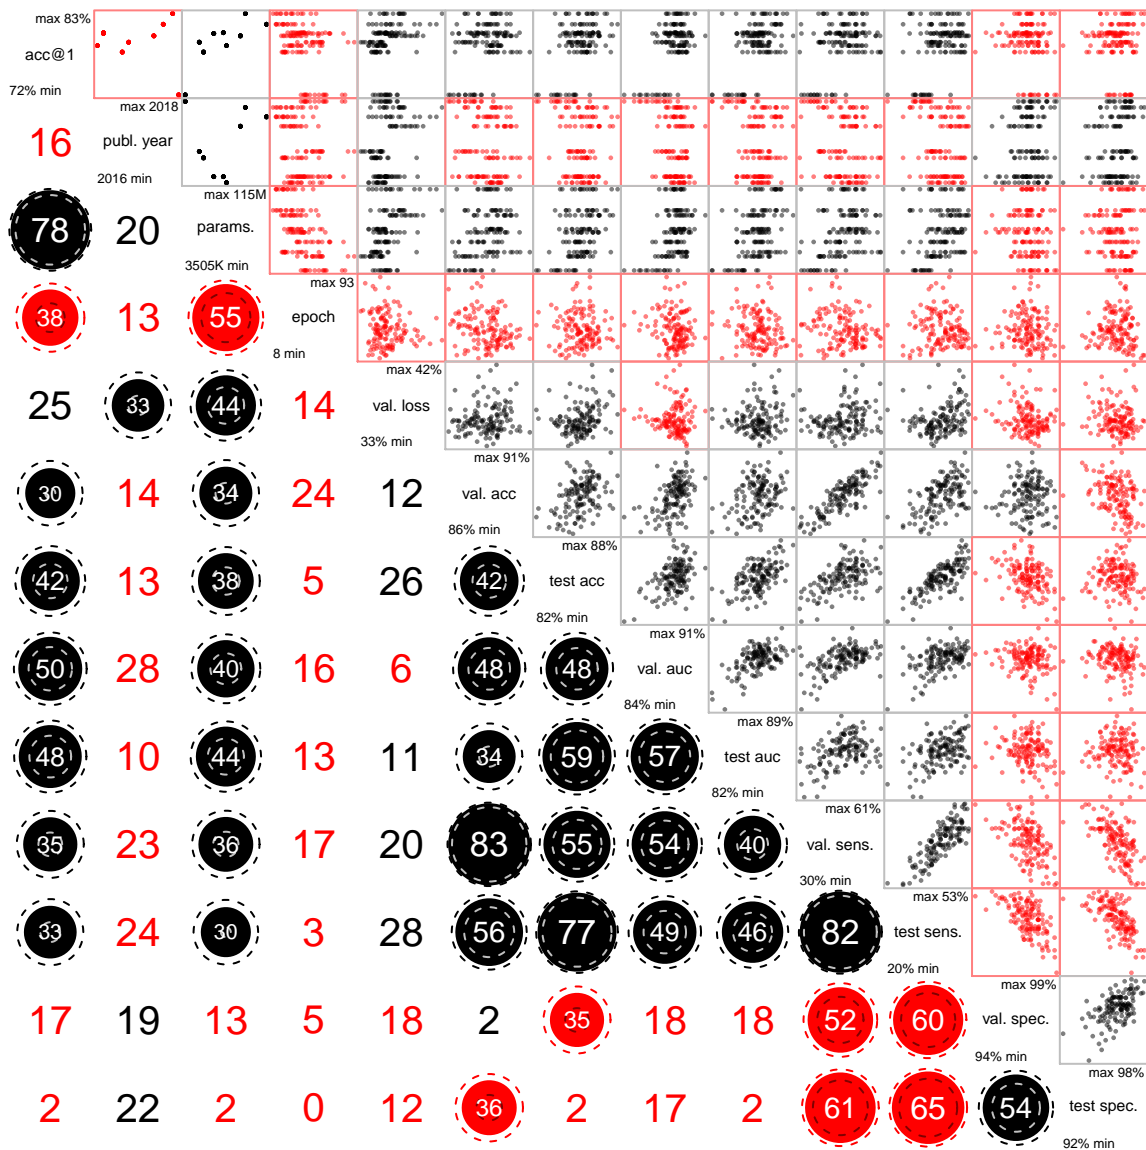 max 83%
acc@1
72% min
max 2018
16 publ. year
2016 min
max 115M
78 20 params.
3505K min
max 93
38 13 55 epoch
8 min
max 42%
25 33 44 14 val. loss
33% min
max 91%
30 14 34 24 12 val. acc
86% min
max 88%
42 13 38 5 26 42 test acc
82% min
max 91%
50 28 40 16 6 48 48 val. auc
84% min
max 89%
48 10 44 13 11 34 59 57 test auc
82% min
max 61%
35 23 36 17 20 83 55 54 40 val. sens.
30% min
max 53%
33 24 30 3 28 56 77 49 46 82 test sens.
20% min
max 99%
17 19 13 5 18 2 35 18 18 52 60 val. spec.
94% min
max 98%
2 22 2 0 12 36 2 17 2 61 65 54 test spec.
92% min